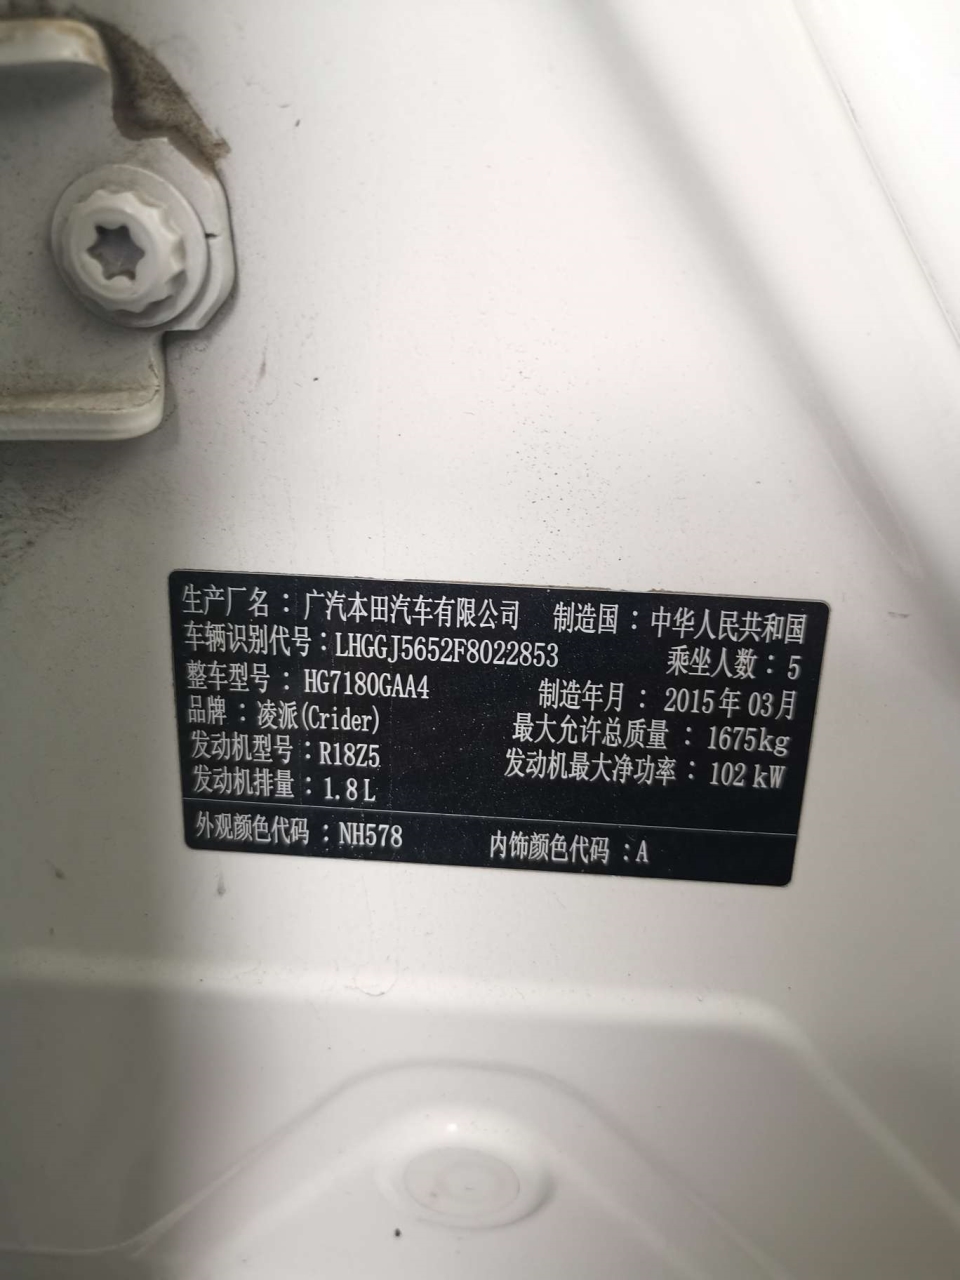 生产厂名：广汽本田汽车有限公司 制造国：中华人民共和国
车辆识别代号：LHGGJ5652F8022853 乘坐人数：5
整车型号：HG7180GAA4 制造年月：2015年03月
品牌：凌派(Crider) 最大允许总质量：1675kg
发动机型号：R18Z5 发动机最大净功率：102kW
发动机排量：1.8L
外观颜色代码：NH578 内饰颜色代码：A